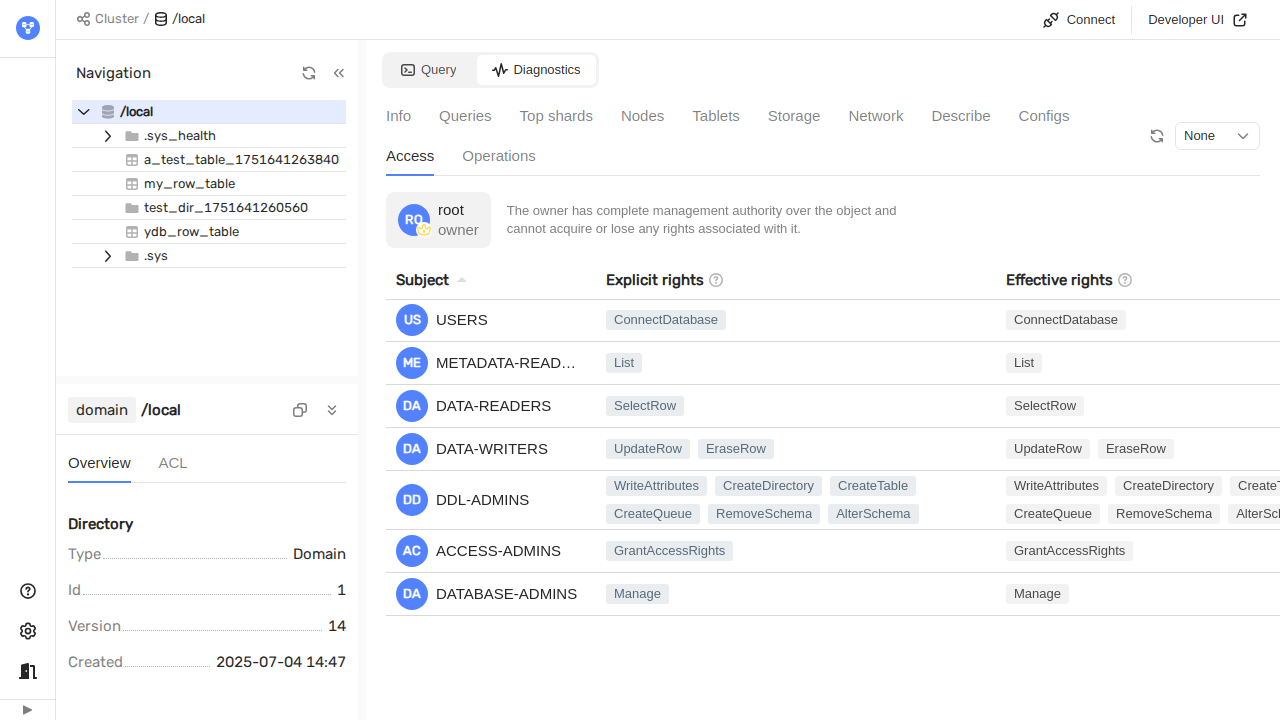 Cluster / /local
Connect
Developer UI
Navigation
/local
.sys_health
a_test_table_1751641263840
my_row_table
test_dir_1751641260560
ydb_row_table
.sys
domain /local
Overview ACL
Directory
Type Domain
Id 1
Version 14
Created 2025-07-04 14:47
Query Diagnostics
Info Queries Top shards Nodes Tablets Storage Network Describe Configs
Access Operations
None
RO root
owner
The owner has complete management authority over the object and
cannot acquire or lose any rights associated with it.
Subject Explicit rights Effective rights
US USERS ConnectDatabase ConnectDatabase
ME METADATA-READ… List List
DA DATA-READERS SelectRow SelectRow
DA DATA-WRITERS UpdateRow EraseRow UpdateRow EraseRow
WriteAttributes CreateDirectory CreateTable WriteAttributes CreateDirectory
DD DDL-ADMINS
CreateQueue RemoveSchema AlterSchema CreateQueue RemoveSchema
AC ACCESS-ADMINS GrantAccessRights GrantAccessRights
DA DATABASE-ADMINS Manage Manage